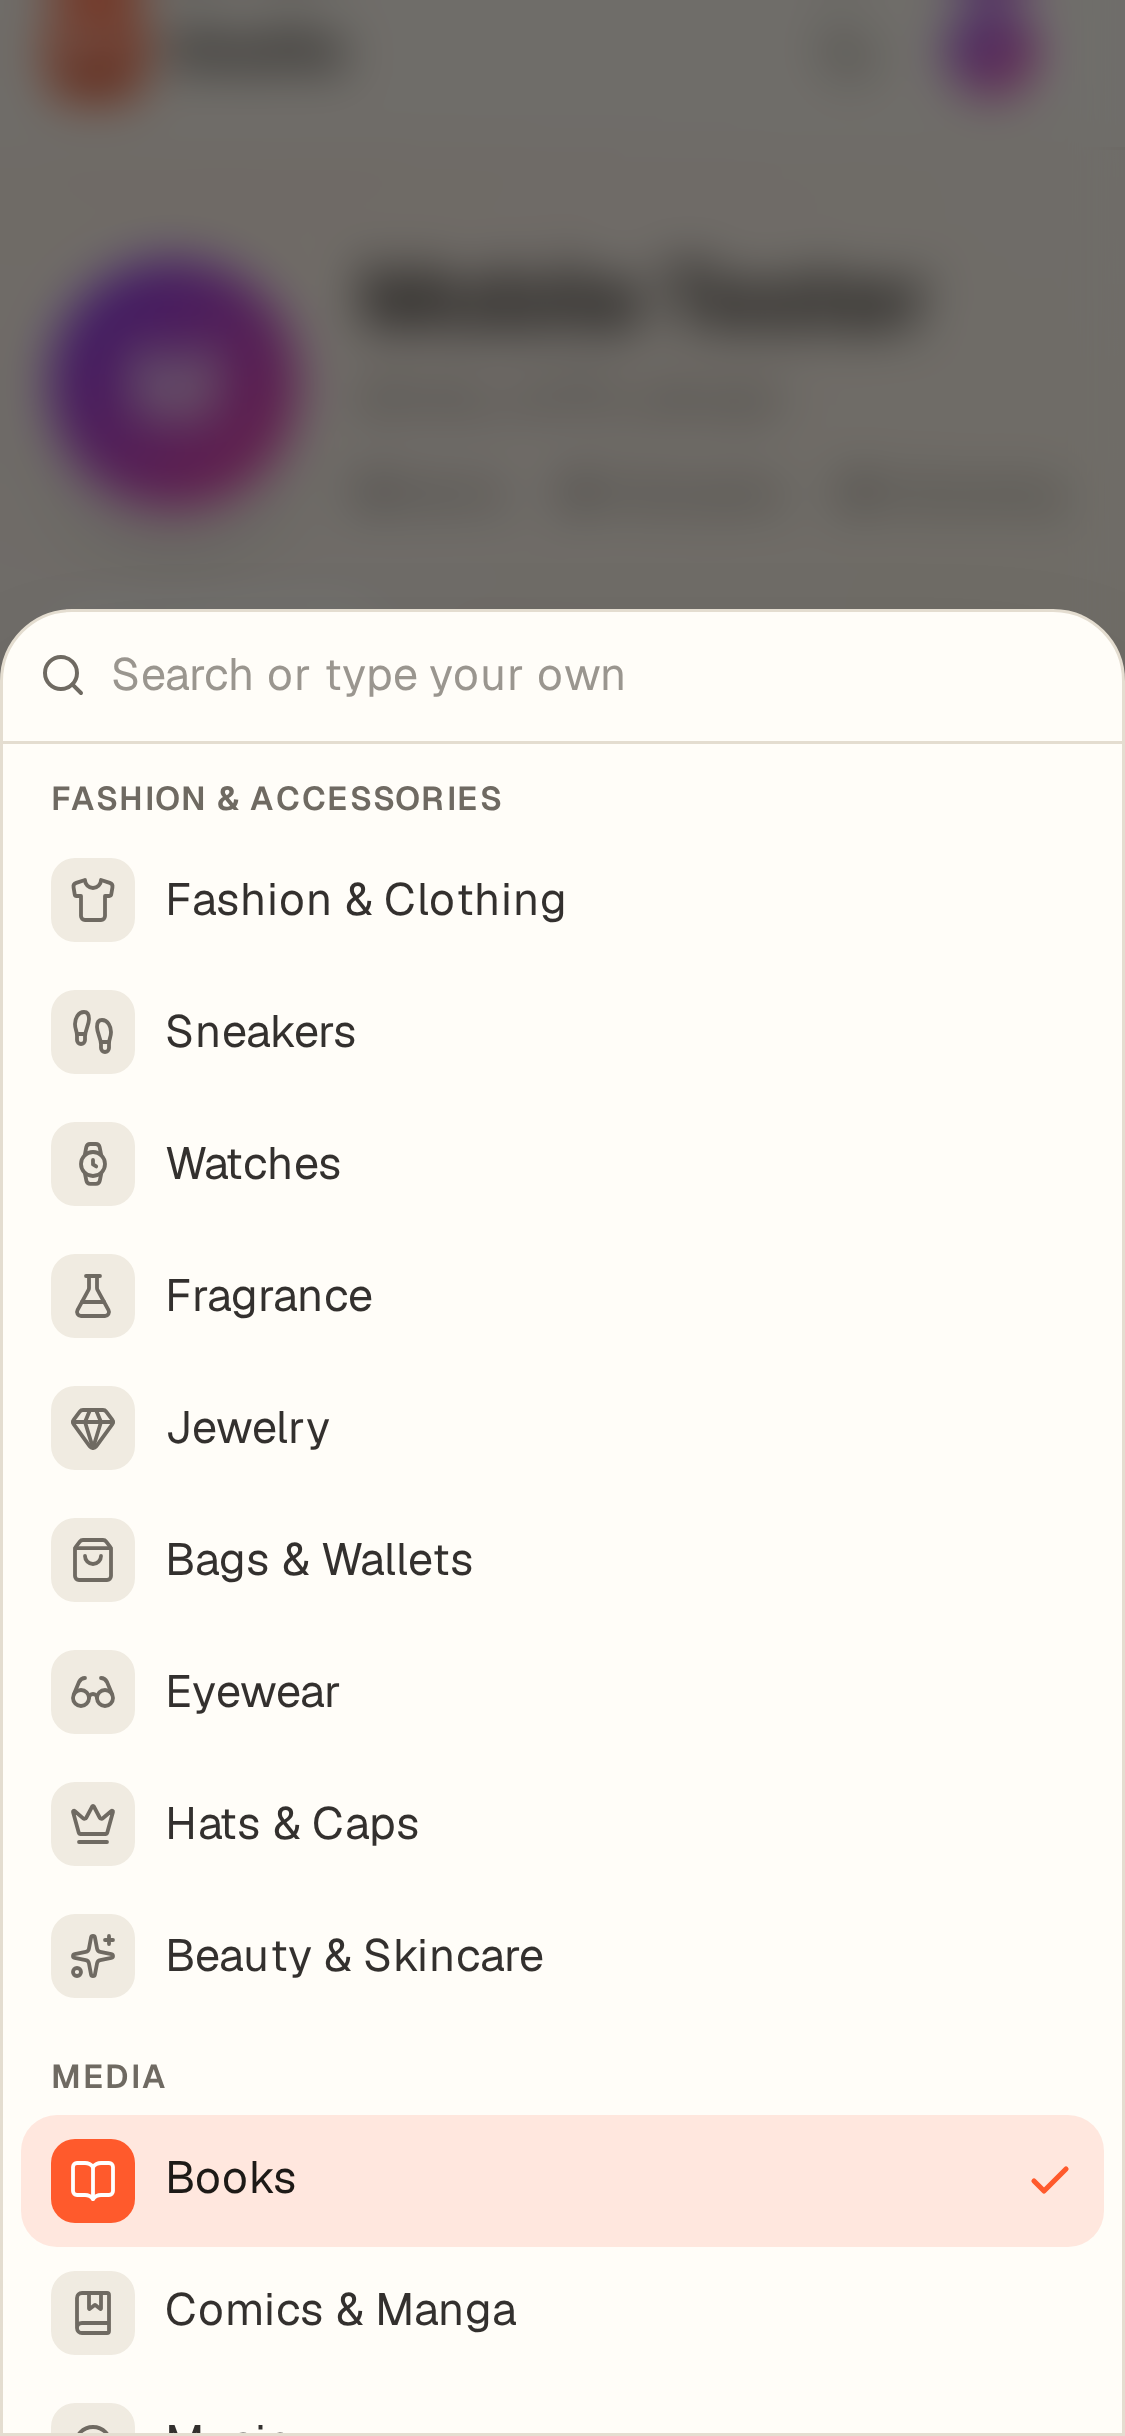 Search or type your own
FASHION & ACCESSORIES
Fashion & Clothing
Sneakers
Watches
Fragrance
Jewelry
Bags & Wallets
Eyewear
Hats & Caps
Beauty & Skincare
MEDIA
Books
Comics & Manga